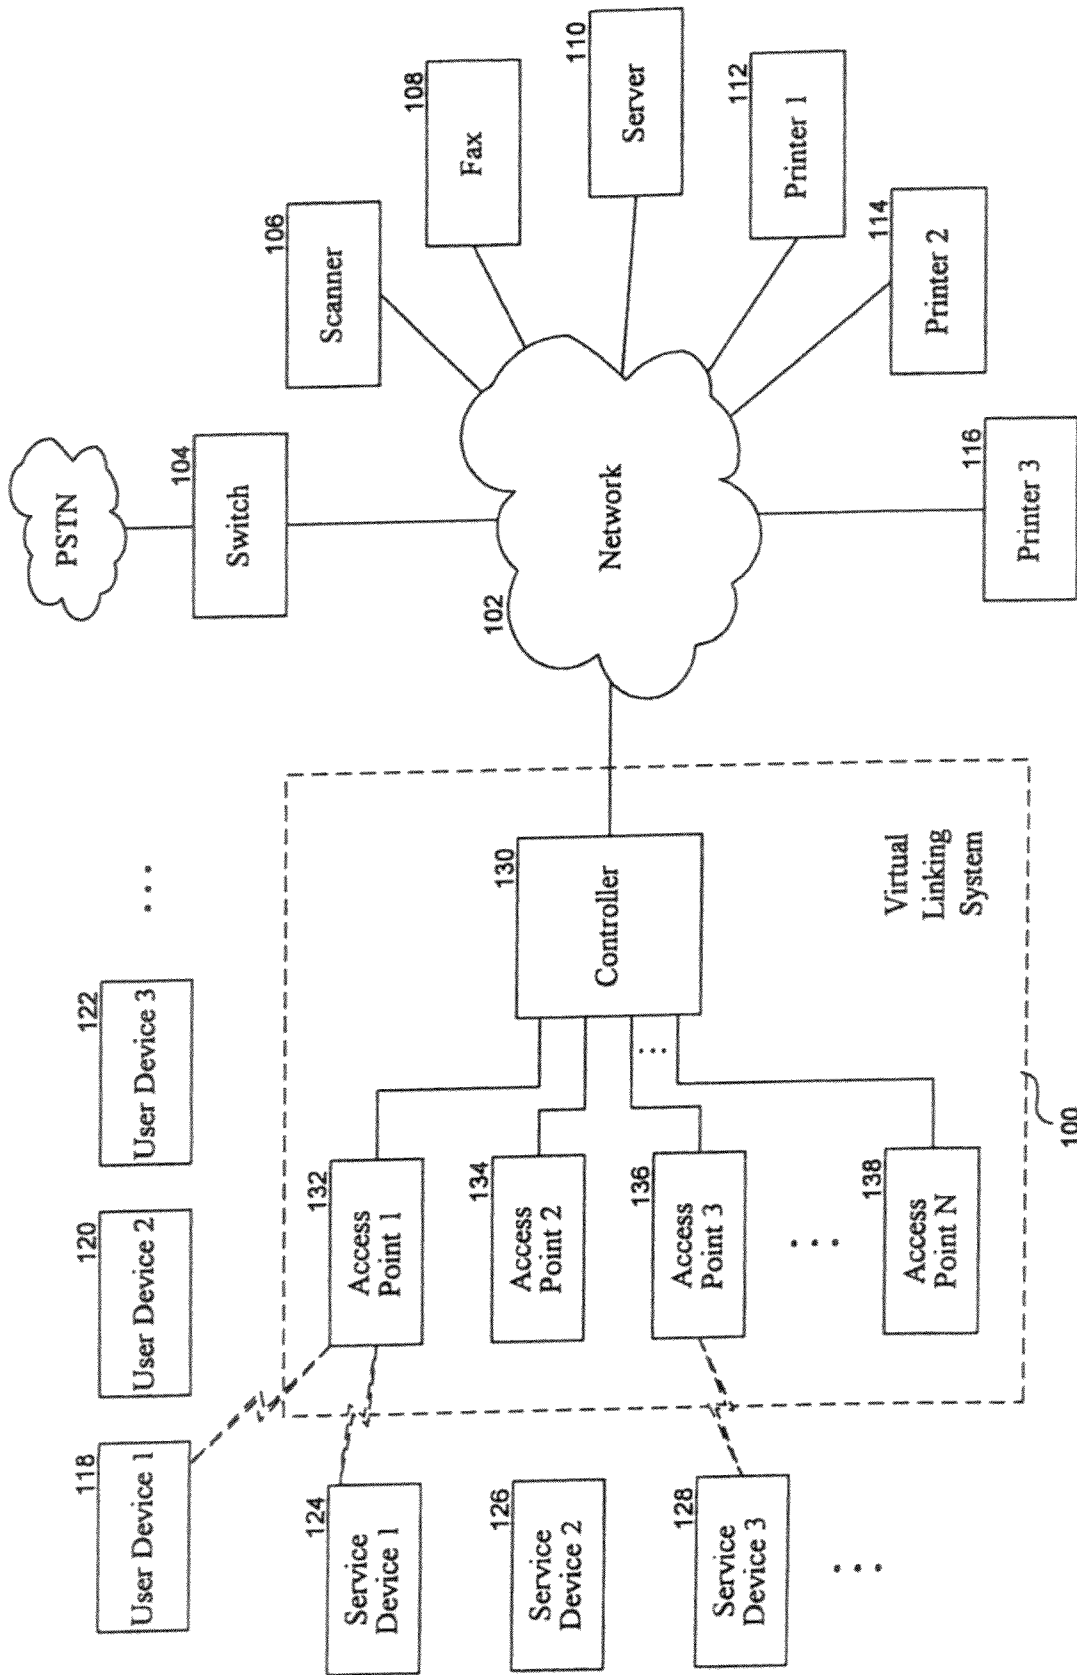 118
User Device 1
120
User Device 2
122
User Device 3
...
PSTN
104
Switch
106
Scanner
108
Fax
110
Server
112
Printer 1
114
Printer 2
116
Printer 3
102
Network
130
Controller
132
Access
Point 1
134
Access
Point 2
136
Access
Point 3
...
...
138
Access
Point N
Virtual
Linking
System
100
124
Service
Device 1
126
Service
Device 2
128
Service
Device 3
...